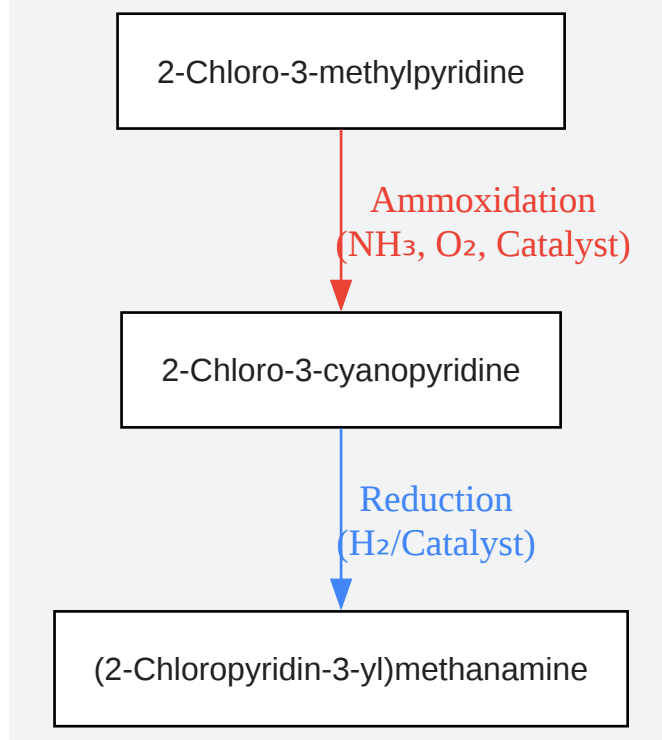 2-Chloro-3-methylpyridine
Ammoxidation
(NH₃, O₂, Catalyst)
2-Chloro-3-cyanopyridine
Reduction
(H₂/Catalyst)
(2-Chloropyridin-3-yl)methanamine